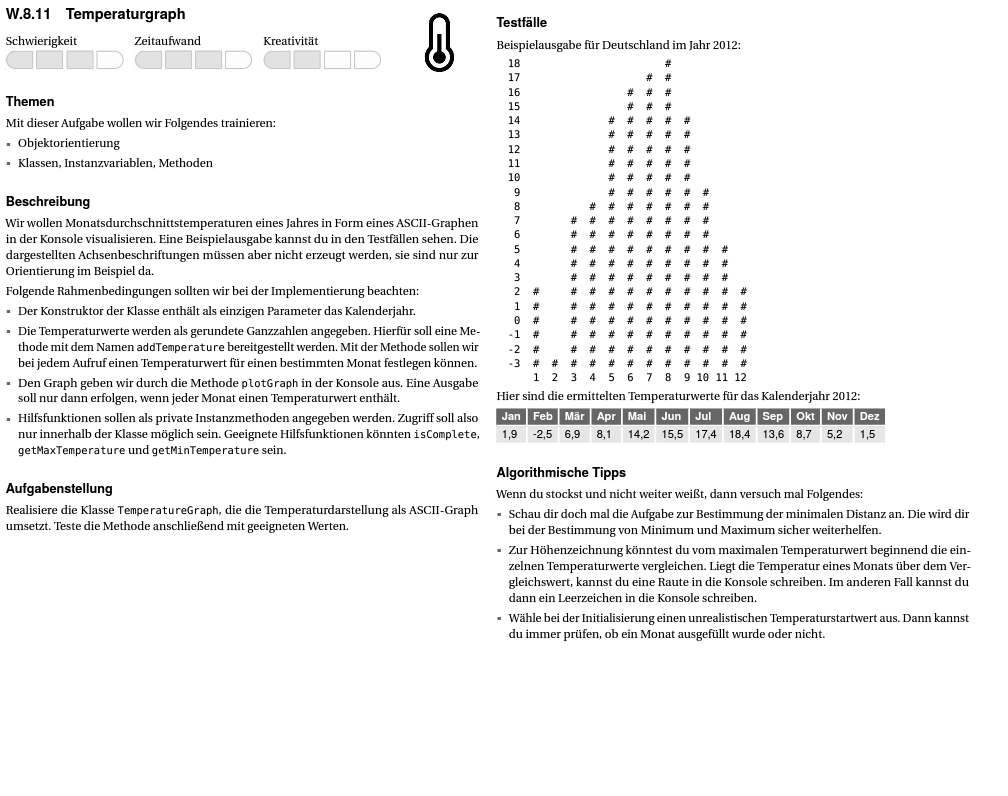 W.8.11 Temperaturgraph
Schwierigkeit Zeitaufwand Kreativität
Themen
Mit dieser Aufgabe wollen wir Folgendes trainieren:
▪ Objektorientierung
▪ Klassen, Instanzvariablen, Methoden
Beschreibung
Wir wollen Monatsdurchschnittstemperaturen eines Jahres in Form eines ASCII-Graphen
in der Konsole visualisieren. Eine Beispielausgabe kannst du in den Testfällen sehen. Die
dargestellten Achsenbeschriftungen müssen aber nicht erzeugt werden, sie sind nur zur
Orientierung im Beispiel da.
Folgende Rahmenbedingungen sollten wir bei der Implementierung beachten:
▪ Der Konstruktor der Klasse enthält als einzigen Parameter das Kalenderjahr.
▪ Die Temperaturwerte werden als gerundete Ganzzahlen angegeben. Hierfür soll eine Me-
thode mit dem Namen addTemperature bereitgestellt werden. Mit der Methode sollen wir
bei jedem Aufruf einen Temperaturwert für einen bestimmten Monat festlegen können.
▪ Den Graph geben wir durch die Methode plotGraph in der Konsole aus. Eine Ausgabe
soll nur dann erfolgen, wenn jeder Monat einen Temperaturwert enthält.
▪ Hilfsfunktionen sollen als private Instanzmethoden angegeben werden. Zugriff soll also
nur innerhalb der Klasse möglich sein. Geeignete Hilfsfunktionen könnten isComplete,
getMaxTemperature und getMinTemperature sein.
Aufgabenstellung
Realisiere die Klasse TemperatureGraph, die die Temperaturdarstellung als ASCII-Graph
umsetzt. Teste die Methode anschließend mit geeigneten Werten.
Testfälle
Beispielausgabe für Deutschland im Jahr 2012:
18                       #
17                     # #
16                   # # #
15                   # # #
14                 # # # # #
13                 # # # # #
12                 # # # # #
11                 # # # # #
10                 # # # # #
9                  # # # # # #
8                # # # # # # #
7              # # # # # # # #
6              # # # # # # # #
5              # # # # # # # # #
4              # # # # # # # # #
3              # # # # # # # # #
2          #   # # # # # # # # # #
1          #   # # # # # # # # # #
0          #   # # # # # # # # # #
-1         #   # # # # # # # # # #
-2         #   # # # # # # # # # #
-3         # # # # # # # # # # # #
1 2 3 4 5 6 7 8 9 10 11 12
Hier sind die ermittelten Temperaturwerte für das Kalenderjahr 2012:
Jan Feb Mär Apr Mai Jun Jul Aug Sep Okt Nov Dez
1,9 -2,5 6,9 8,1 14,2 15,5 17,4 18,4 13,6 8,7 5,2 1,5
Algorithmische Tipps
Wenn du stockst und nicht weiter weißt, dann versuch mal Folgendes:
▪ Schau dir doch mal die Aufgabe zur Bestimmung der minimalen Distanz an. Die wird dir
bei der Bestimmung von Minimum und Maximum sicher weiterhelfen.
▪ Zur Höhenzeichnung könntest du vom maximalen Temperaturwert beginnend die ein-
zelnen Temperaturwerte vergleichen. Liegt die Temperatur eines Monats über dem Ver-
gleichswert, kannst du eine Raute in die Konsole schreiben. Im anderen Fall kannst du
dann ein Leerzeichen in die Konsole schreiben.
▪ Wähle bei der Initialisierung einen unrealistischen Temperaturstartwert aus. Dann kannst
du immer prüfen, ob ein Monat ausgefüllt wurde oder nicht.